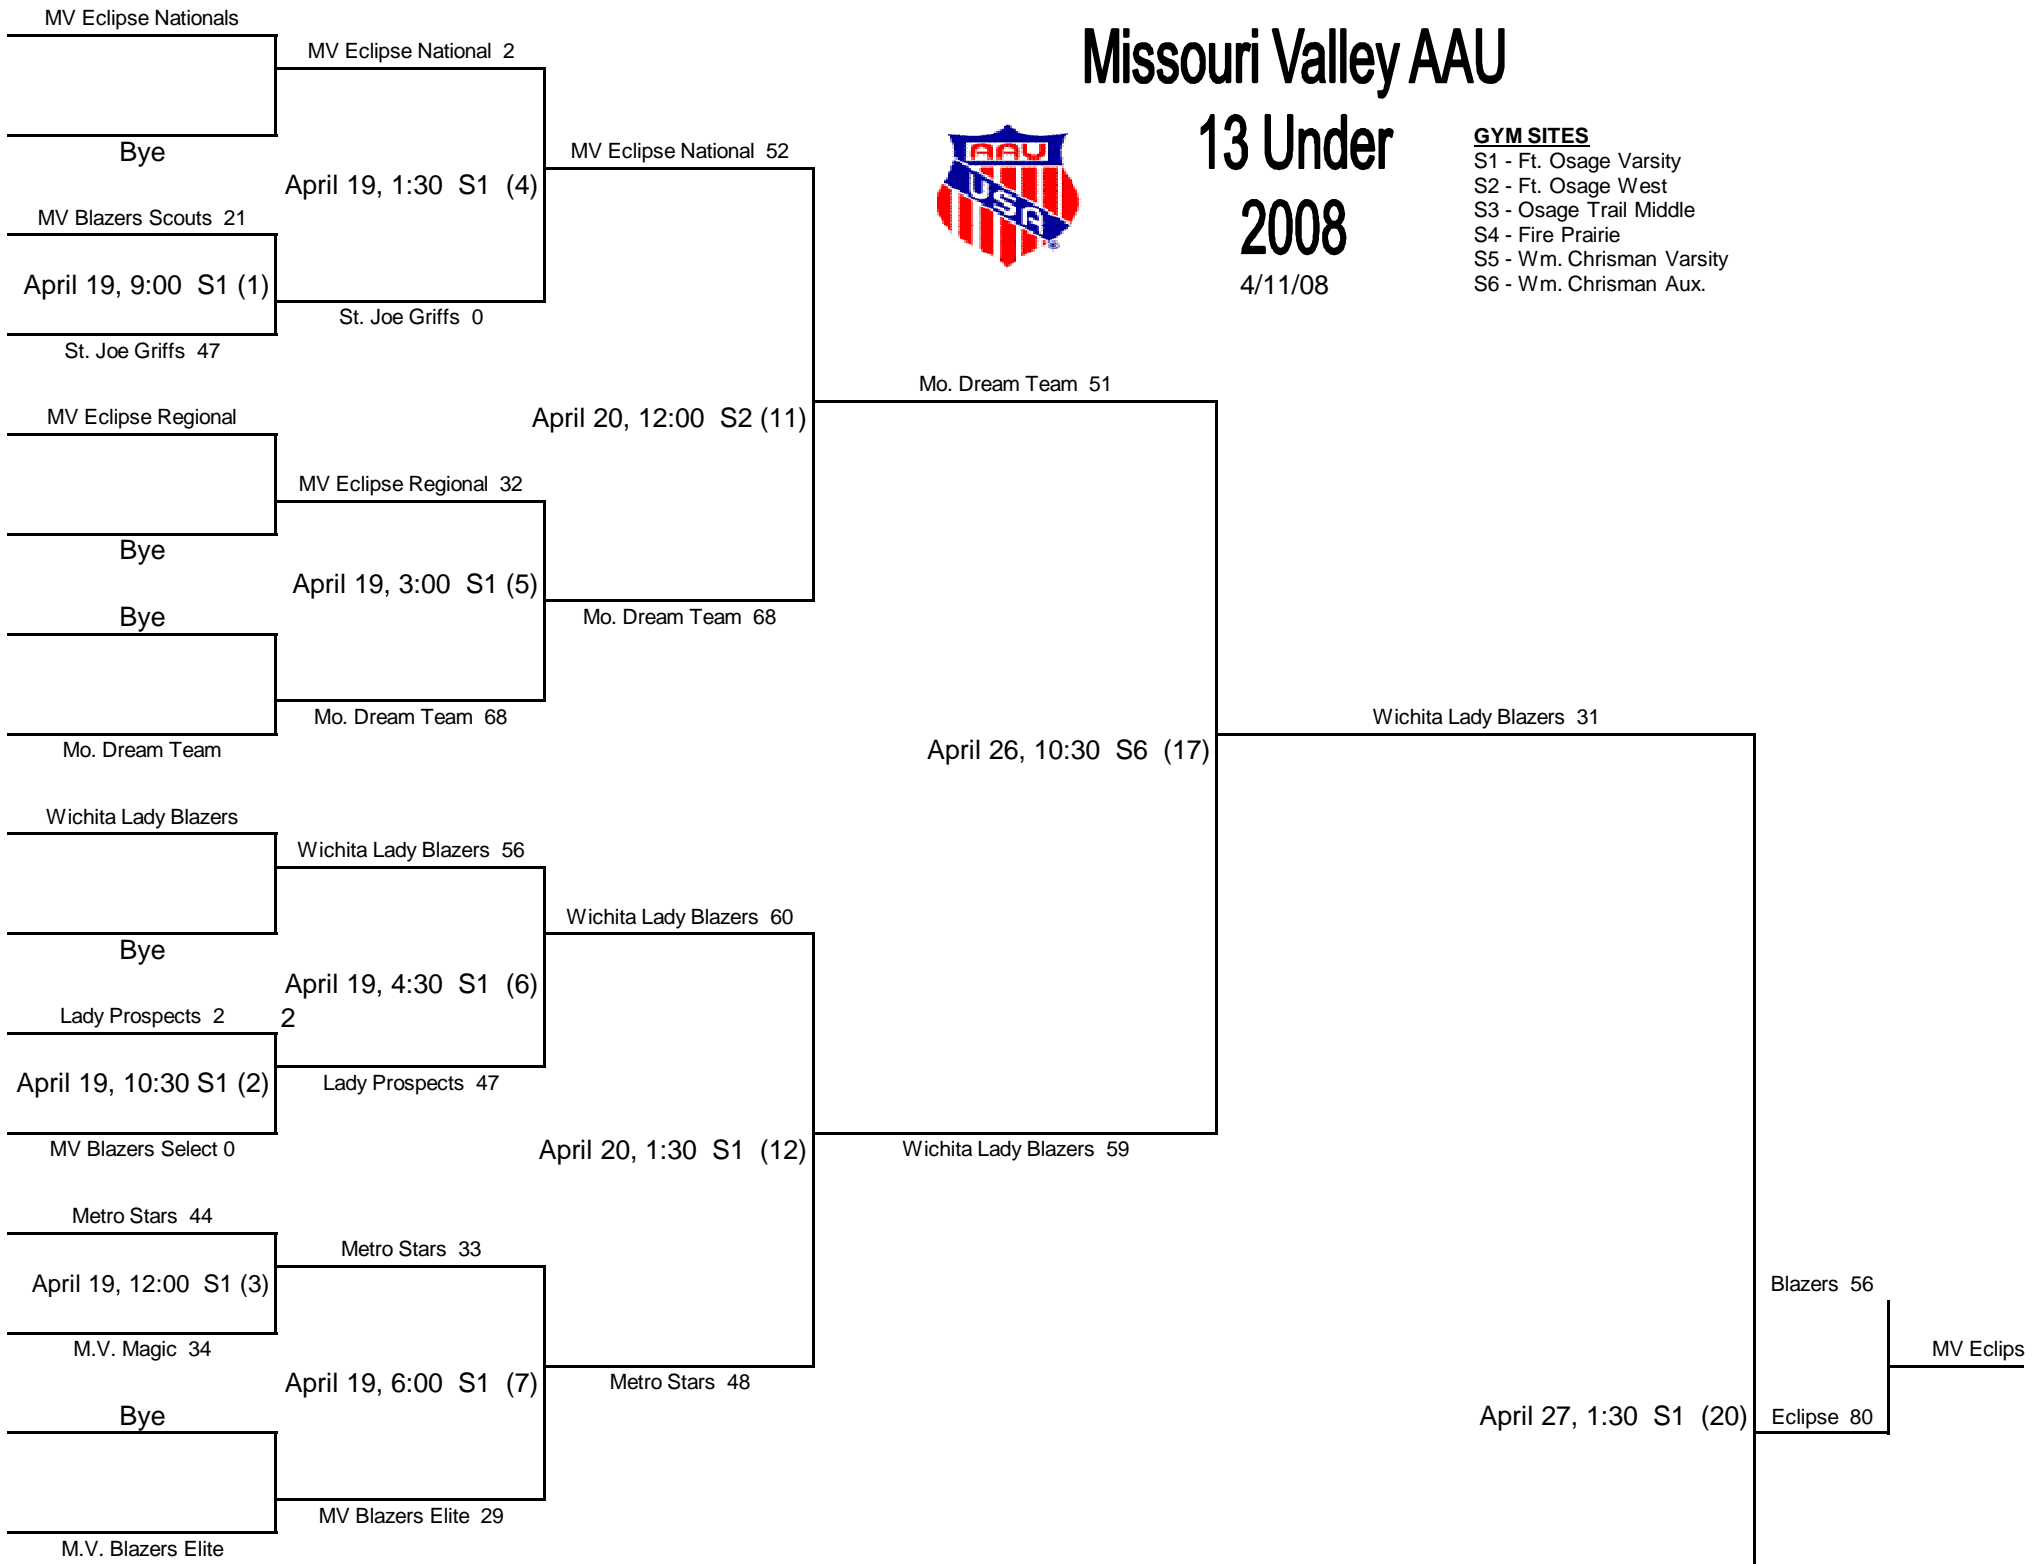 MV Eclipse Nationals
MV Eclipse National 2
Missouri Valley AAU
13 Under
2008
4/11/08
AAU
USA
®
GYM SITES
S1 - Ft. Osage Varsity
S2 - Ft. Osage West
S3 - Osage Trail Middle
S4 - Fire Prairie
S5 - Wm. Chrisman Varsity
S6 - Wm. Chrisman Aux.
Bye
MV Eclipse National 52
April 19, 1:30 S1 (4)
MV Blazers Scouts 21
April 19, 9:00 S1 (1)
St. Joe Griffs 0
St. Joe Griffs 47
Mo. Dream Team 51
MV Eclipse Regional
April 20, 12:00 S2 (11)
MV Eclipse Regional 32
Bye
April 19, 3:00 S1 (5)
Bye
Mo. Dream Team 68
Mo. Dream Team 68
Wichita Lady Blazers 31
Mo. Dream Team
April 26, 10:30 S6 (17)
Wichita Lady Blazers
Wichita Lady Blazers 56
Wichita Lady Blazers 60
Bye
April 19, 4:30 S1 (6)
Lady Prospects 2
2
April 19, 10:30 S1 (2)
Lady Prospects 47
MV Blazers Select 0
April 20, 1:30 S1 (12)
Wichita Lady Blazers 59
Metro Stars 44
Metro Stars 33
April 19, 12:00 S1 (3)
Blazers 56
M.V. Magic 34
MV Eclips
April 19, 6:00 S1 (7)
Metro Stars 48
Bye
April 27, 1:30 S1 (20)
Eclipse 80
MV Blazers Elite 29
M.V. Blazers Elite